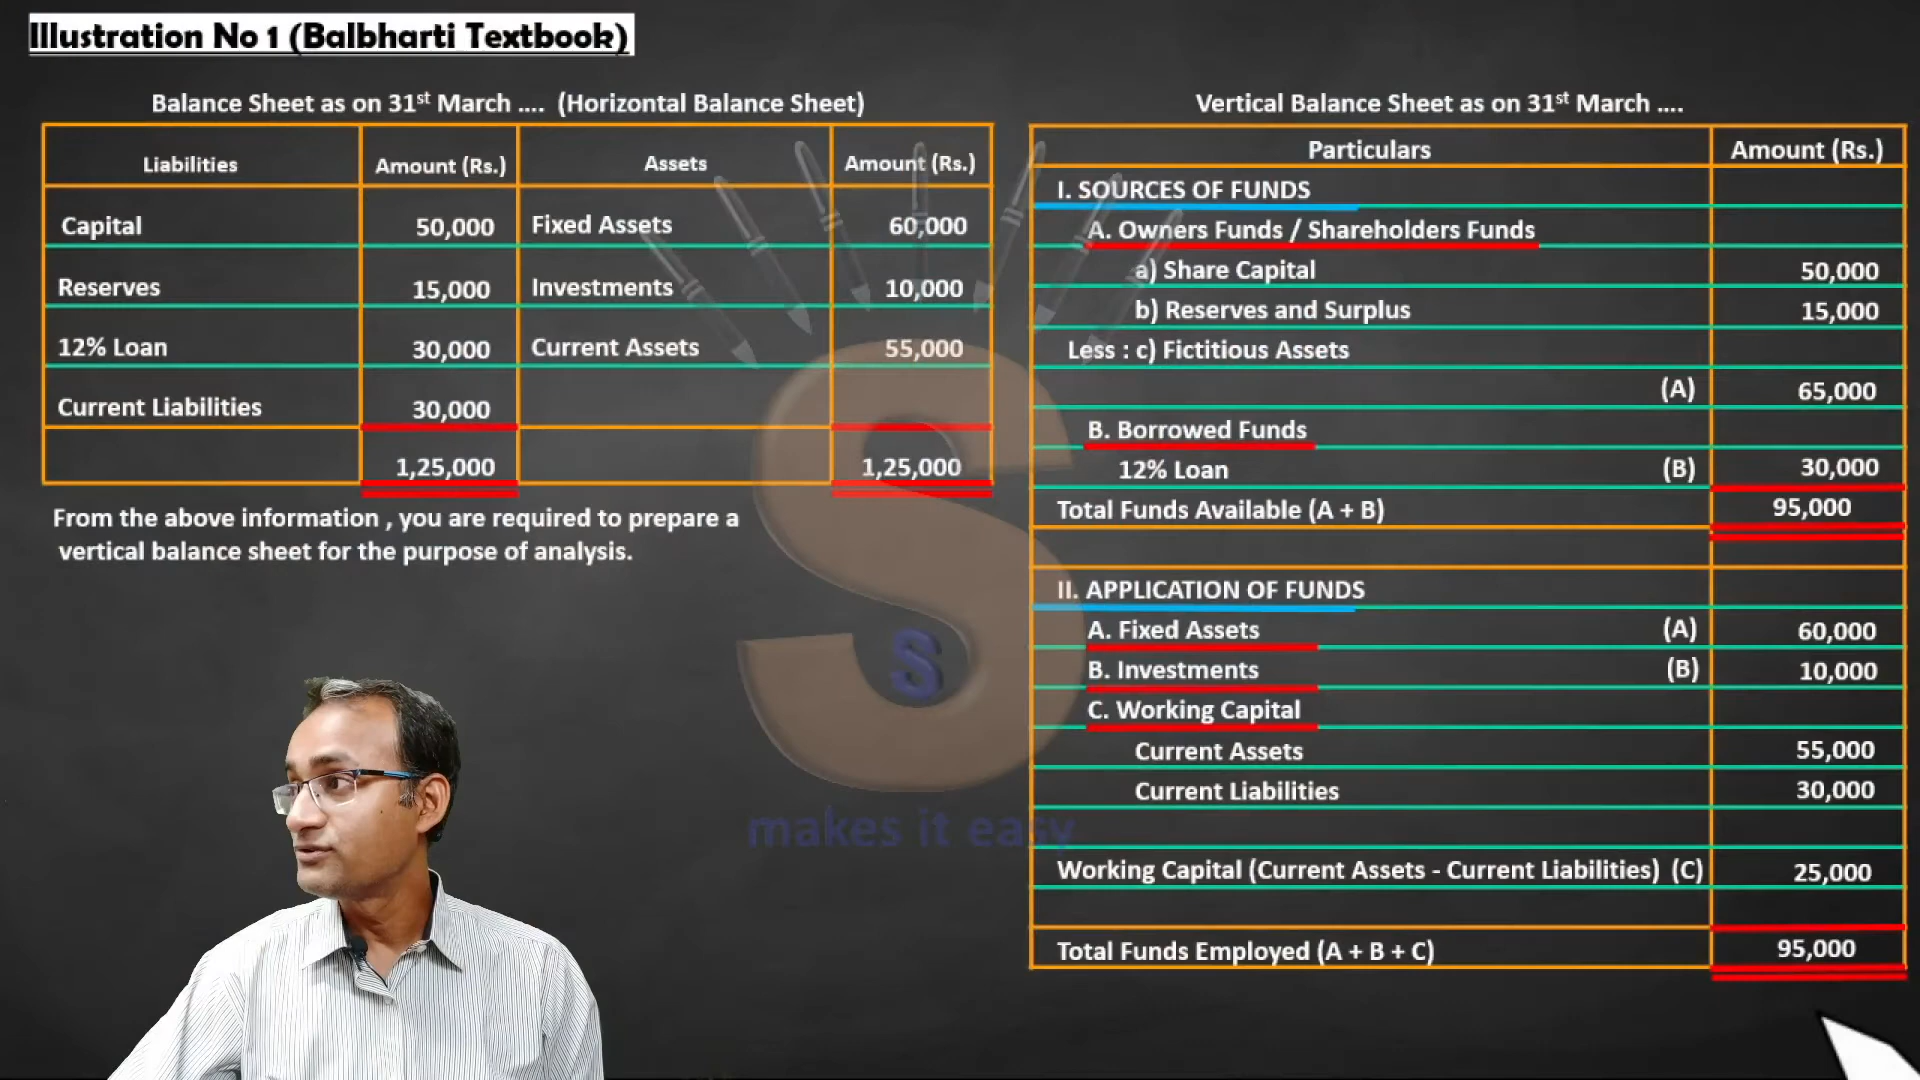 Illustration No 1 (Balbharti Textbook)
Balance Sheet as on 31st March .... (Horizontal Balance Sheet)
Liabilities Amount (Rs.) Assets Amount (Rs.)
Capital 50,000 Fixed Assets 60,000
Reserves 15,000 Investments 10,000
12% Loan 30,000 Current Assets 55,000
Current Liabilities 30,000
1,25,000 1,25,000
From the above information , you are required to prepare a
vertical balance sheet for the purpose of analysis.
Vertical Balance Sheet as on 31st March ....
Particulars Amount (Rs.)
I. SOURCES OF FUNDS
A. Owners Funds / Shareholders Funds
a) Share Capital 50,000
b) Reserves and Surplus 15,000
Less : c) Fictitious Assets
(A) 65,000
B. Borrowed Funds
12% Loan (B) 30,000
Total Funds Available (A + B) 95,000
II. APPLICATION OF FUNDS
A. Fixed Assets (A) 60,000
B. Investments (B) 10,000
C. Working Capital
Current Assets 55,000
Current Liabilities 30,000
Working Capital (Current Assets - Current Liabilities) (C) 25,000
Total Funds Employed (A + B + C) 95,000
S
S
makes it easy